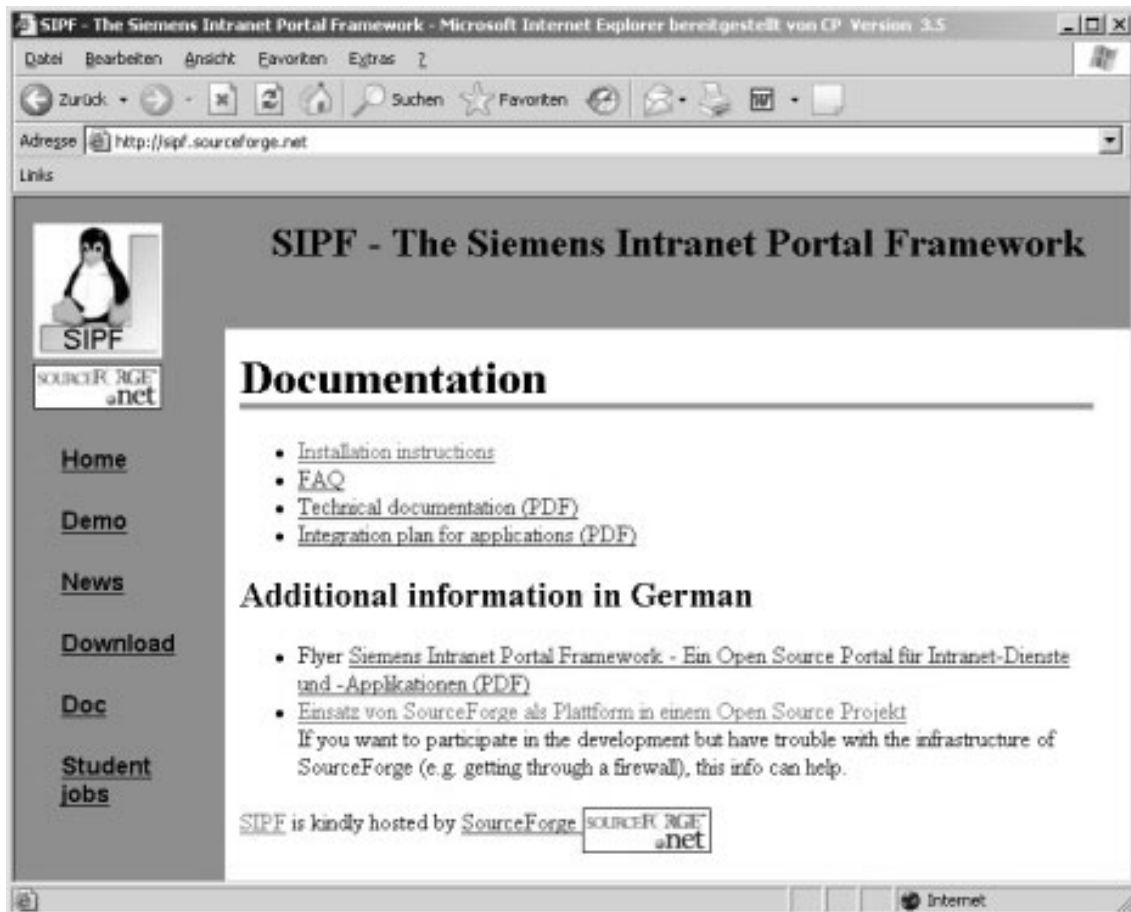 SIPF - The Siemens Intranet Portal Framework - Microsoft Internet Explorer bereitgestellt von CP Version 3.5
Datei Bearbeiten Ansicht Favoriten Extras ?
Zurück Suchen Favoriten
Adresse http://sipf.sourceforge.net
Links
SIPF - The Siemens Intranet Portal Framework
SIPF
SOURCEFORGE
.net
Home
Demo
News
Download
Doc
Student
jobs
Documentation
• Installation instructions
• FAQ
• Technical documentation (PDF)
• Integration plan for applications (PDF)
Additional information in German
• Flyer Siemens Intranet Portal Framework - Ein Open Source Portal für Intranet-Dienste
und -Applikationen (PDF)
• Einsatz von SourceForge als Plattform in einem Open Source Projekt
If you want to participate in the development but have trouble with the infrastructure of
SourceForge (e.g. getting through a firewall), this info can help.
SIPF is kindly hosted by SourceForge SOURCEFORGE
.net
Internet